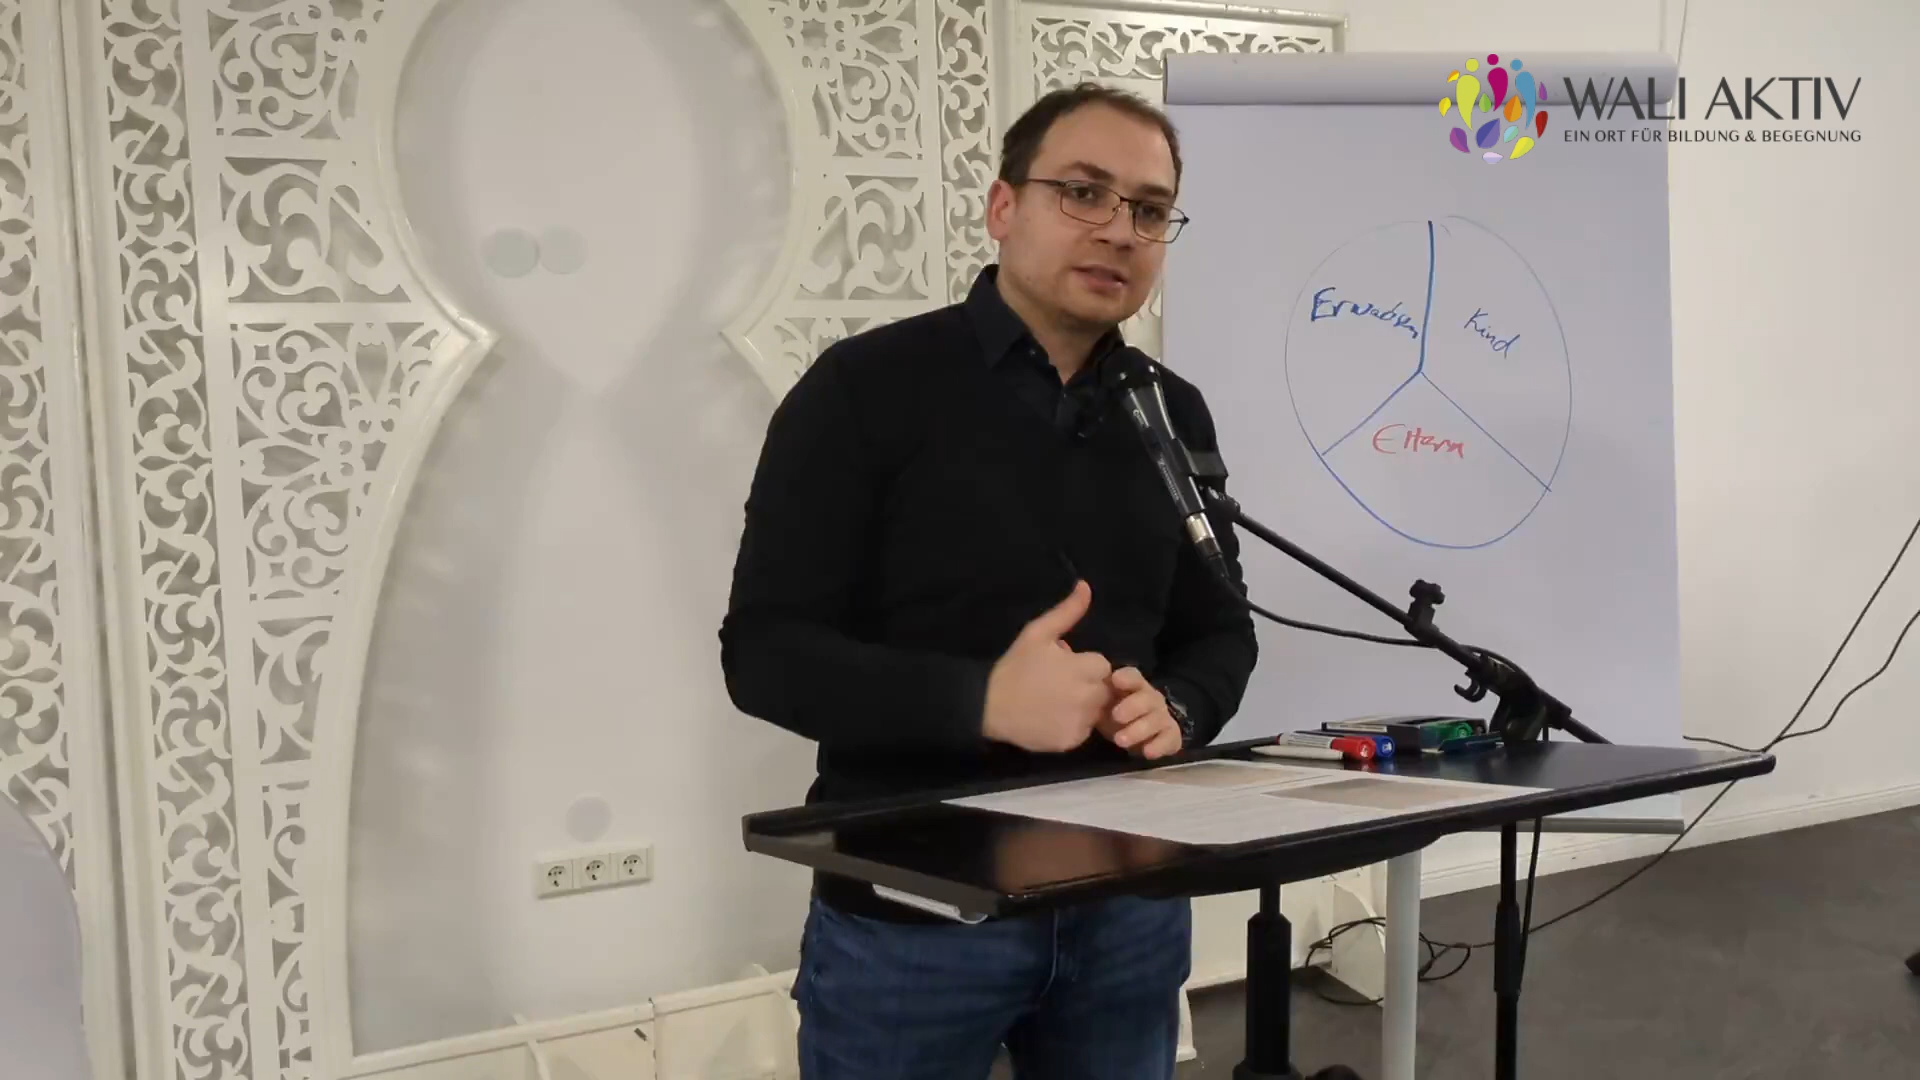 WALI AKTIV
EIN ORT FÜR BILDUNG & BEGEGNUNG
Erwachsen
Kind
Eltern